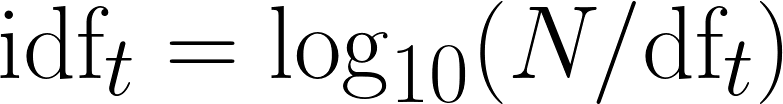 idf_t = log_10(N/df_t)